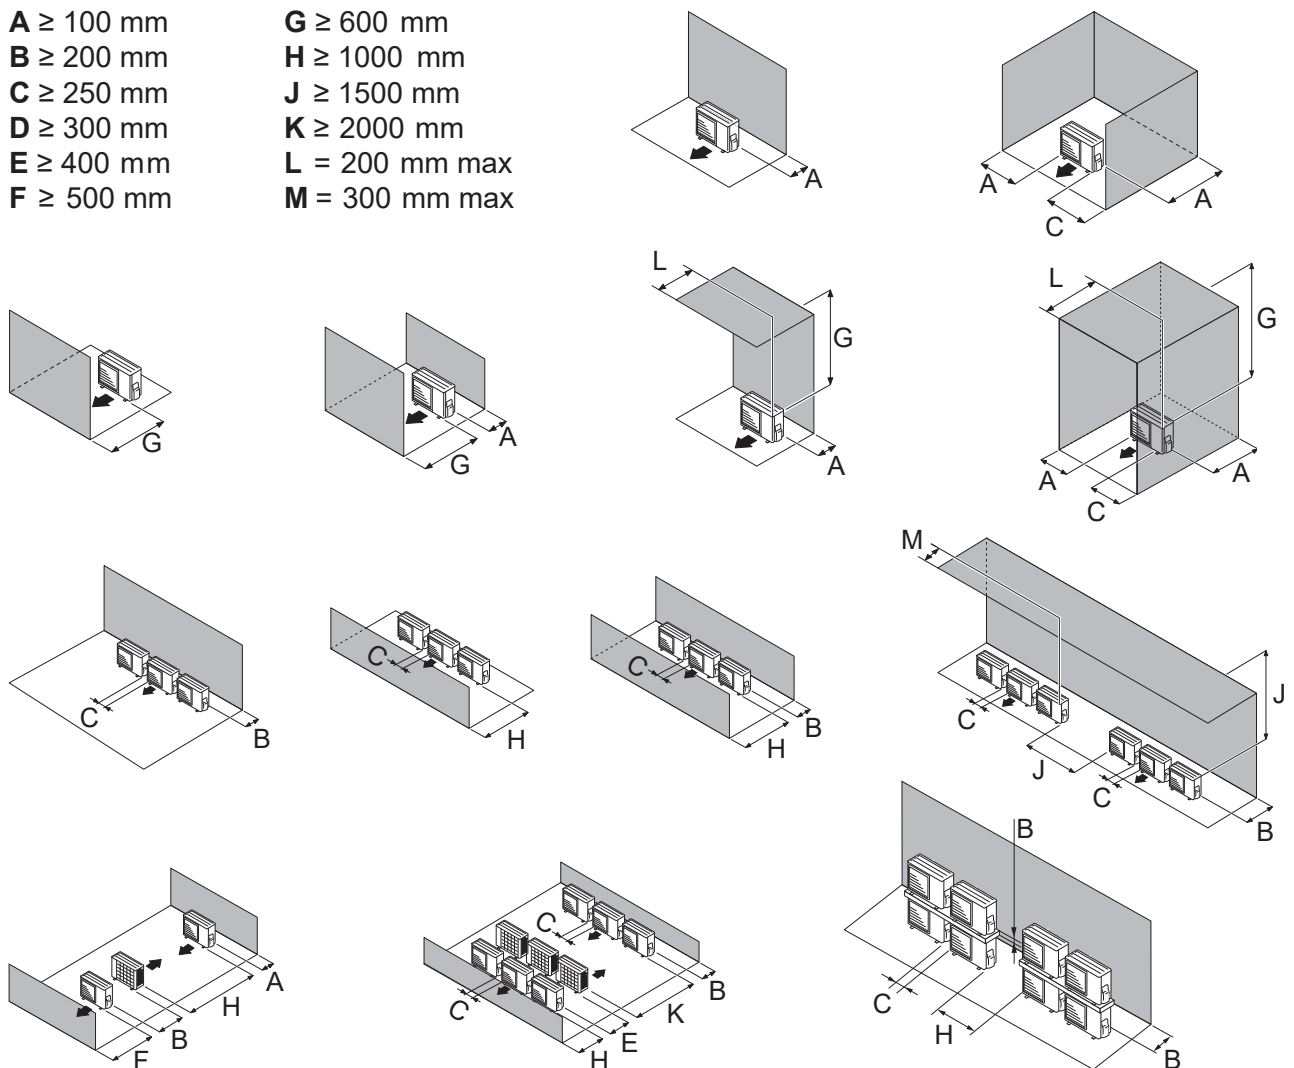 A ≥ 100 mm
B ≥ 200 mm
C ≥ 250 mm
D ≥ 300 mm
E ≥ 400 mm
F ≥ 500 mm
G ≥ 600 mm
H ≥ 1000 mm
J ≥ 1500 mm
K ≥ 2000 mm
L = 200 mm max
M = 300 mm max
A
A
C
A
G
G
A
L
G
A
L
G
A
C
A
C
B
C
H
C
H
B
M
J
C
J
C
B
F
B
H
A
C
C
H
E
K
B
B
C
H
B